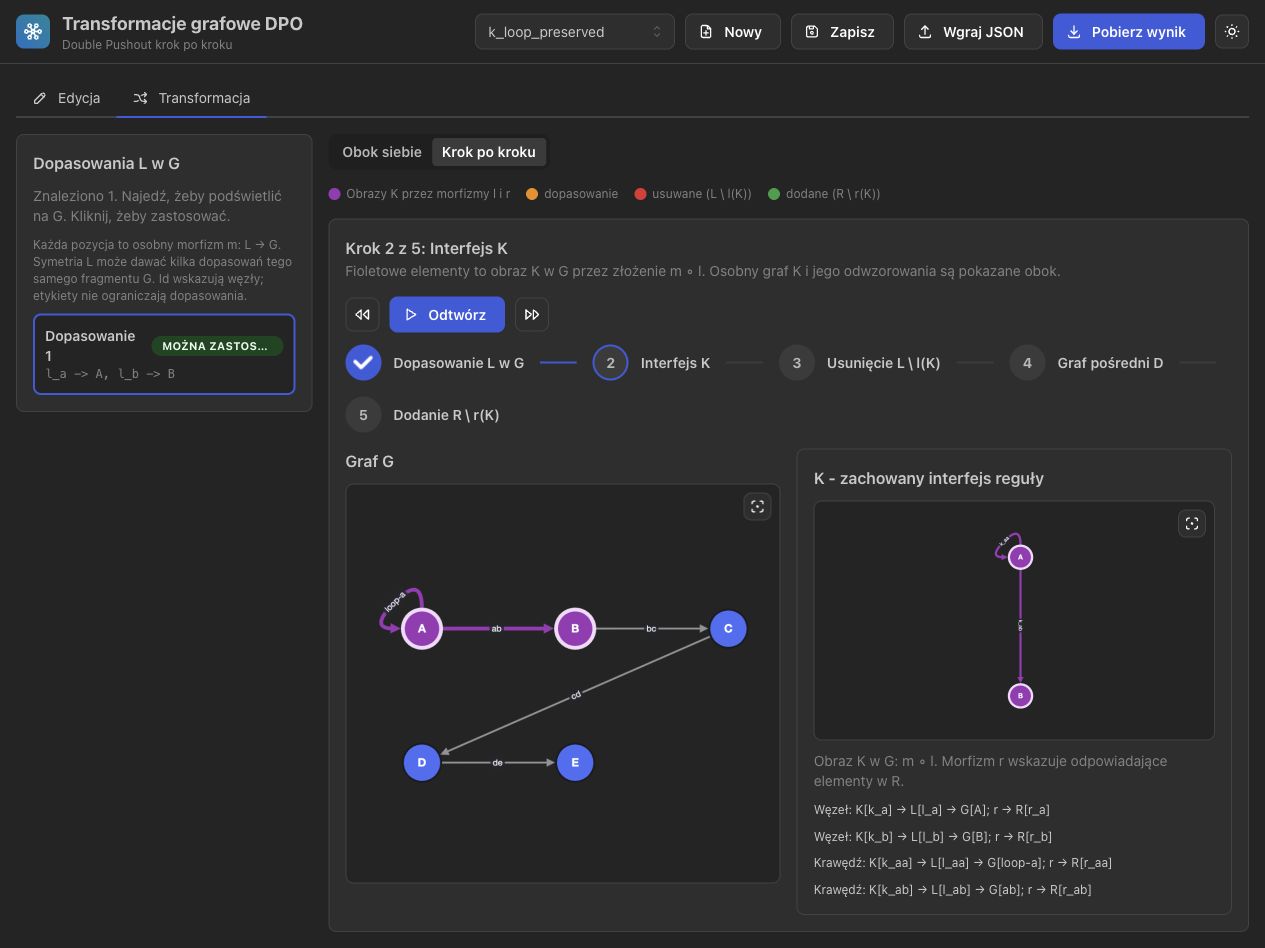 Transformacje grafowe DPO
Double Pushout krok po kroku
k_loop_preserved
Nowy
Zapisz
Wgraj JSON
Pobierz wynik
Edycja
Transformacja
Dopasowania L w G
Znaleziono 1. Najedź, żeby podświetlić
na G. Kliknij, żeby zastosować.
Każda pozycja to osobny morfizm m: L → G.
Symetria L może dawać kilka dopasowań tego
samego fragmentu G. Id wskazują węzły;
etykiety nie ograniczają dopasowania.
Dopasowanie
1
MOŻNA ZASTOS...
l_a -> A, l_b -> B
Obok siebie
Krok po kroku
Obrazy K przez morfizmy l i r
dopasowanie
usuwane (L \ l(K))
dodane (R \ r(K))
Krok 2 z 5: Interfejs K
Fioletowe elementy to obraz K w G przez złożenie m ∘ l. Osobny graf K i jego odwzorowania są pokazane obok.
Odtwórz
Dopasowanie L w G
2
Interfejs K
3
Usunięcie L \ l(K)
4
Graf pośredni D
5
Dodanie R \ r(K)
Graf G
loop-a
A
ab
B
bc
C
cd
D
de
E
K - zachowany interfejs reguły
k_aa
A
B
Obraz K w G: m ∘ l. Morfizm r wskazuje odpowiadające
elementy w R.
Węzeł: K[k_a] → L[l_a] → G[A]; r → R[r_a]
Węzeł: K[k_b] → L[l_b] → G[B]; r → R[r_b]
Krawędź: K[k_aa] → L[l_aa] → G[loop-a]; r → R[r_aa]
Krawędź: K[k_ab] → L[l_ab] → G[ab]; r → R[r_ab]